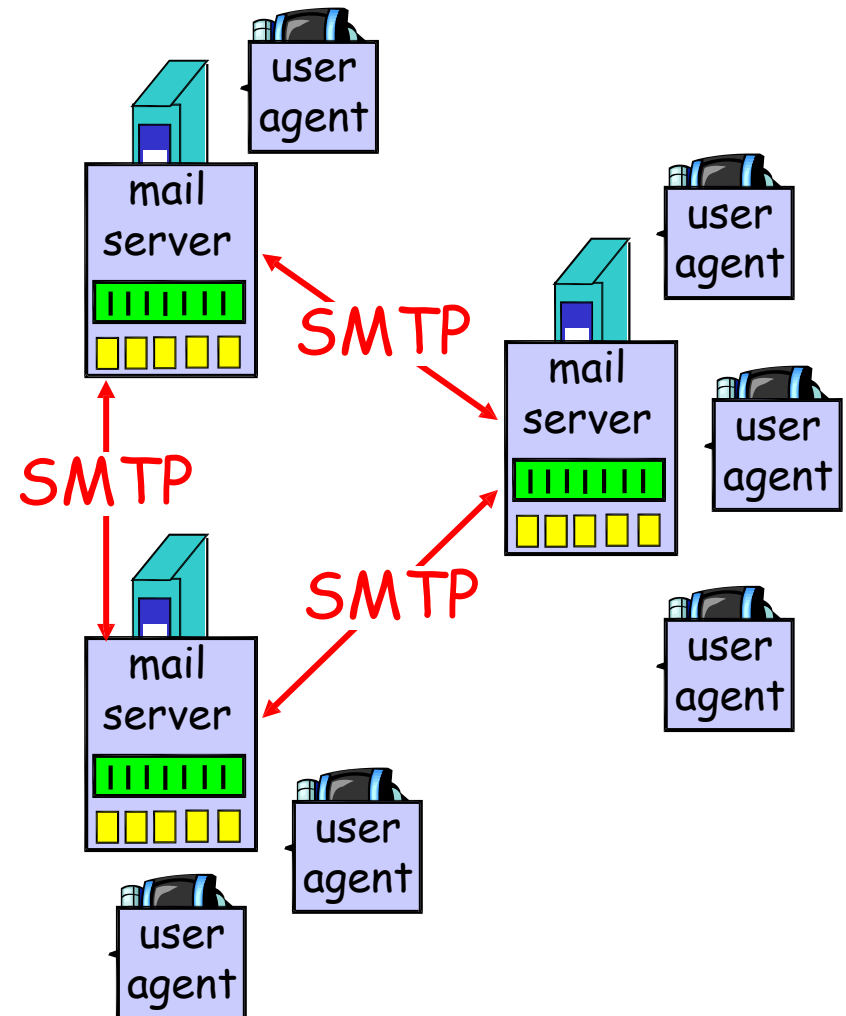 user
agent
mail
server
user
agent
SMTP
mail
server
user
agent
SMTP
SMTP
user
agent
mail
server
user
agent
user
agent